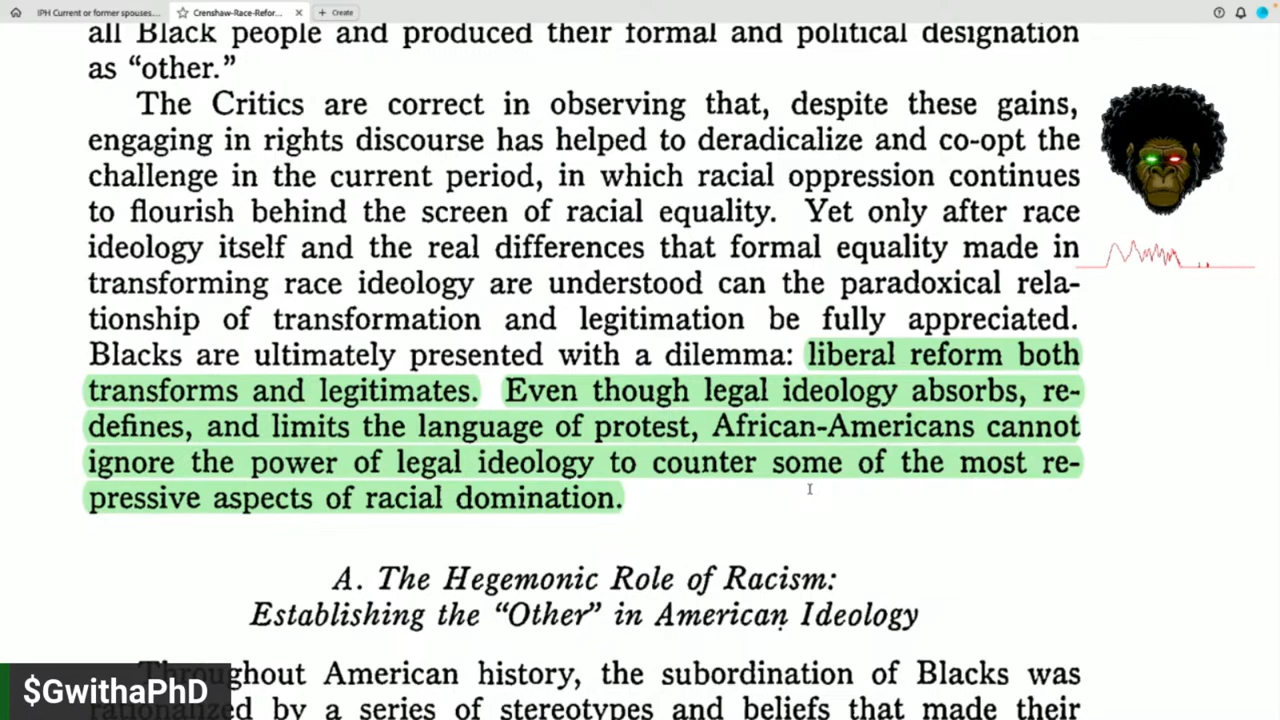 IPH Current or former spouses....
Crenshaw-Race-Refor...
Create
all Black people and produced their formal and political designation
as “other.”
The Critics are correct in observing that, despite these gains,
engaging in rights discourse has helped to deradicalize and co-opt the
challenge in the current period, in which racial oppression continues
to flourish behind the screen of racial equality. Yet only after race
ideology itself and the real differences that formal equality made in
transforming race ideology are understood can the paradoxical rela-
tionship of transformation and legitimation be fully appreciated.
Blacks are ultimately presented with a dilemma: liberal reform both
transforms and legitimates. Even though legal ideology absorbs, re-
defines, and limits the language of protest, African-Americans cannot
ignore the power of legal ideology to counter some of the most re-
pressive aspects of racial domination.
A. The Hegemonic Role of Racism:
Establishing the “Other” in American Ideology
Throughout American history, the subordination of Blacks was
rationalized by a series of stereotypes and beliefs that made their
$GwithaPhD